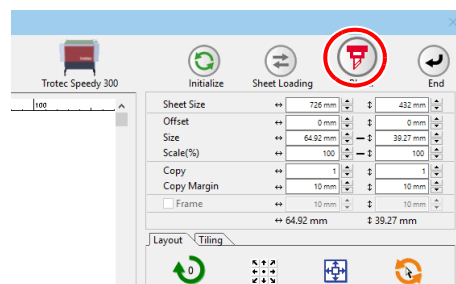 Trotec Speedy 300 Initialize Sheet Loading End
100
Sheet Size ↔ 726 mm ↕ 432 mm
Offset ↔ 0 mm ↕ 0 mm
Size ↔ 64.92 mm ↕ 39.27 mm
Scale(%) ↔ 100 ↕ 100
Copy ↔ 1 ↕ 1
Copy Margin ↔ 10 mm ↕ 10 mm
Frame ↔ 10 mm ↕ 10 mm
↔ 64.92 mm ↕ 39.27 mm
Layout Tiling
0